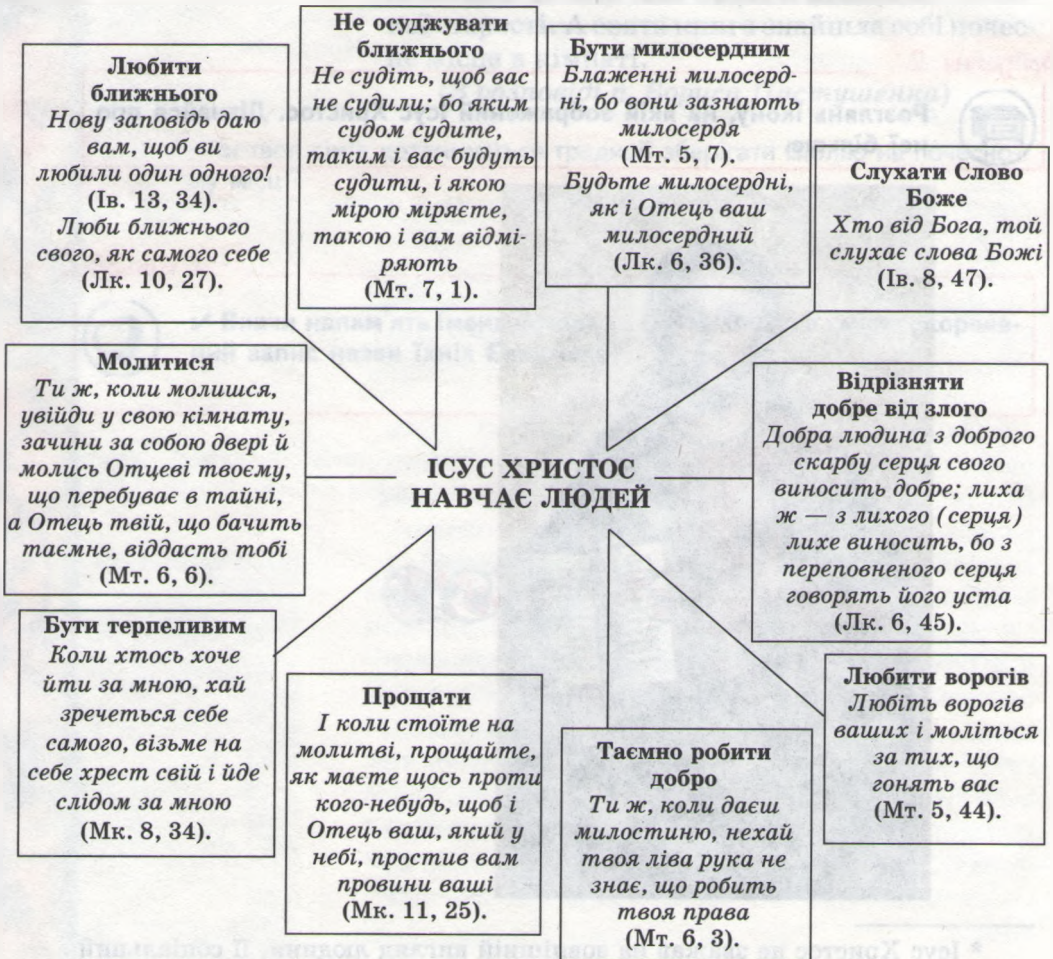 Любити
ближнього
Нову заповідь даю
вам, щоб ви
любили один одного!
(Ів. 13, 34).
Люби ближнього
свого, як самого себе
(Лк. 10, 27).
Не осуджувати
ближнього
Не судіть, щоб вас
не судили; бо яким
судом судите,
таким і вас будуть
судити, і якою
мірою міряєте,
такою і вам відмі-
ряють
(Мт. 7, 1).
Бути милосердним
Блаженні милосерд-
ні, бо вони зазнають
милосердя
(Мт. 5, 7).
Будьте милосердні,
як і Отець ваш
милосердний
(Лк. 6, 36).
Слухати Слово
Боже
Хто від Бога, той
слухає слова Божі
(Ів. 8, 47).
Молитися
Ти ж, коли молишся,
увійди у свою кімнату,
зачини за собою двері й
молись Отцеві твоєму,
що перебуває в тайні,
а Отець твій, що бачить
таємне, віддасть тобі
(Мт. 6, 6).
ІСУС ХРИСТОС
НАВЧАЄ ЛЮДЕЙ
Відрізняти
добре від злого
Добра людина з доброго
скарбу серця свого
виносить добре; лиха
ж — з лихого (серця)
лихе виносить, бо з
переповненого серця
говорять його уста
(Лк. 6, 45).
Бути терпеливим
Коли хтось хоче
йти за мною, хай
зречеться себе
самого, візьме на
себе хрест свій і йде
слідом за мною
(Мк. 8, 34).
Прощати
І коли стоїте на
молитві, прощайте,
як маєте щось проти
кого-небудь, щоб і
Отець ваш, який у
небі, простив вам
провини ваші
(Мк. 11, 25).
Таємно робити
добро
Ти ж, коли даєш
милостиню, нехай
твоя ліва рука не
знає, що робить
твоя права
(Мт. 6, 3).
Любити ворогів
Любіть ворогів
ваших і моліться
за тих, що
гонять вас
(Мт. 5, 44).